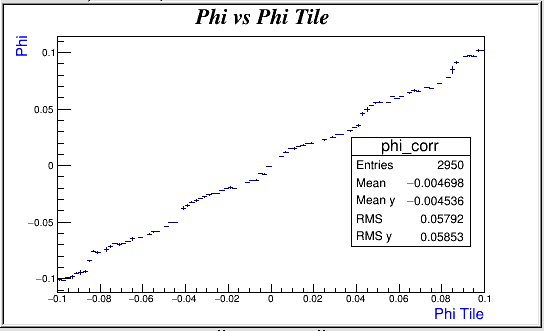 Phi vs Phi Tile
Phi
0.1
0.05
0
−0.05
−0.1
phi_corr
Entries 2950
Mean −0.004698
Mean y −0.004536
RMS 0.05792
RMS y 0.05853
−0.1 −0.08 −0.06 −0.04 −0.02 0 0.02 0.04 0.06 0.08 0.1
Phi Tile